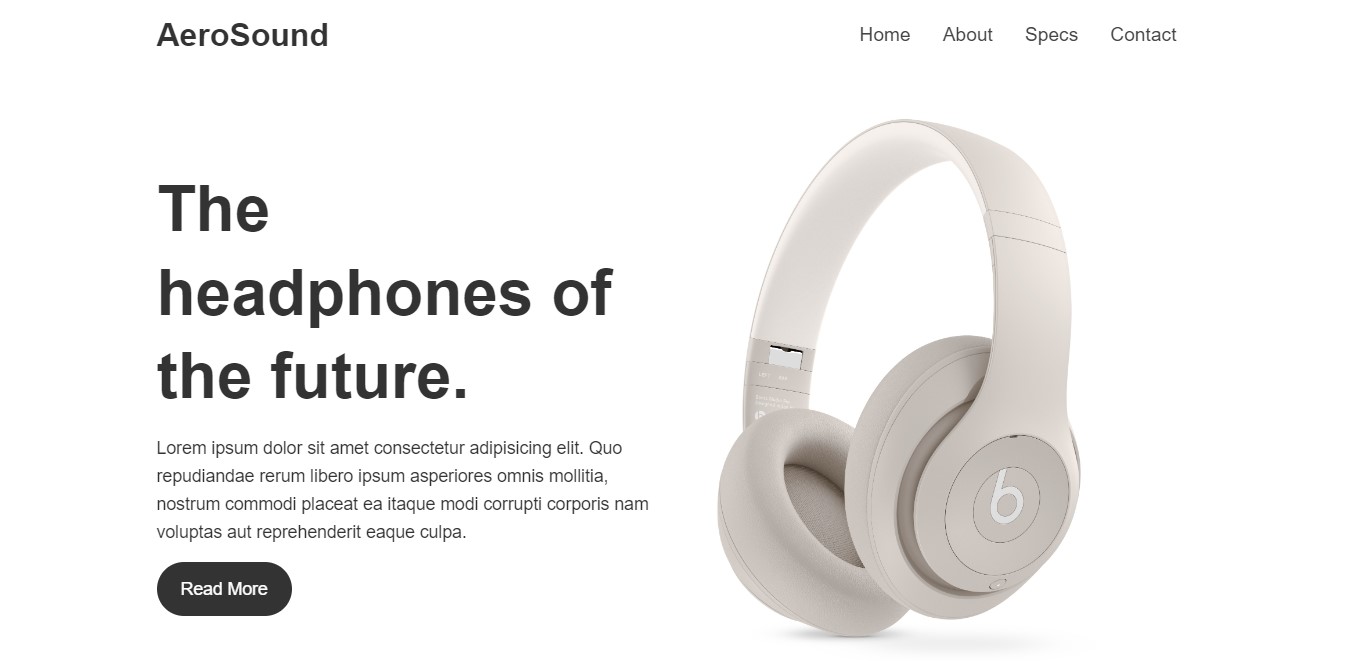 AeroSound
Home About Specs Contact
The
headphones of
the future.
Lorem ipsum dolor sit amet consectetur adipisicing elit. Quo
repudiandae rerum libero ipsum asperiores omnis mollitia,
nostrum commodi placeat ea itaque modi corrupti corporis nam
voluptas aut reprehenderit eaque culpa.
Read More